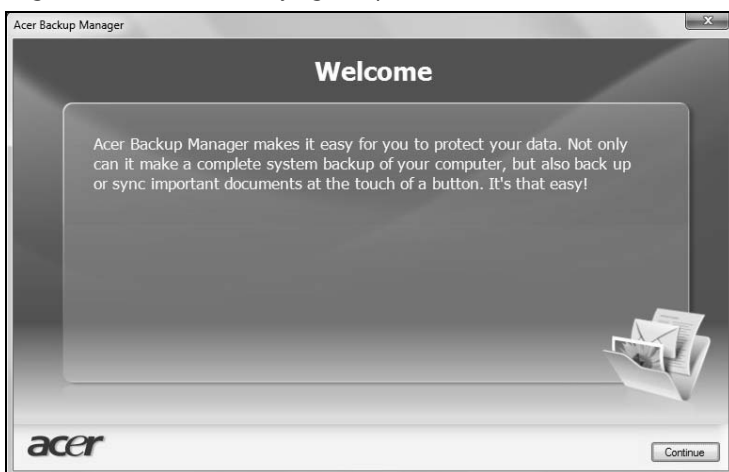 Acer Backup Manager
X
Welcome
Acer Backup Manager makes it easy for you to protect your data. Not only
can it make a complete system backup of your computer, but also back up
or sync important documents at the touch of a button. It's that easy!
acer
Continue